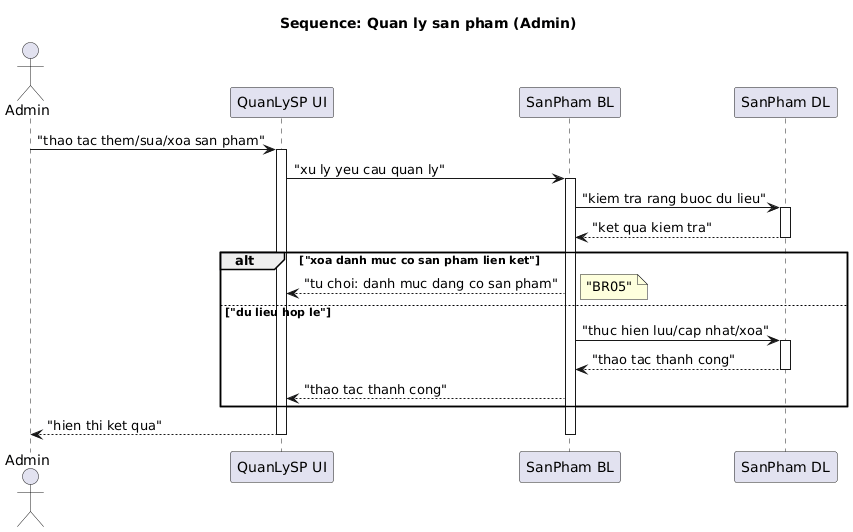 Sequence: Quan ly san pham (Admin)
Admin
QuanLySP UI
SanPham BL
SanPham DL
"thao tac them/sua/xoa san pham"
"xu ly yeu cau quan ly"
"kiem tra rang buoc du lieu"
"ket qua kiem tra"
alt
["xoa danh muc co san pham lien ket"]
"tu choi: danh muc dang co san pham"
"BR05"
["du lieu hop le"]
"thuc hien luu/cap nhat/xoa"
"thao tac thanh cong"
"thao tac thanh cong"
"hien thi ket qua"
Admin
QuanLySP UI
SanPham BL
SanPham DL